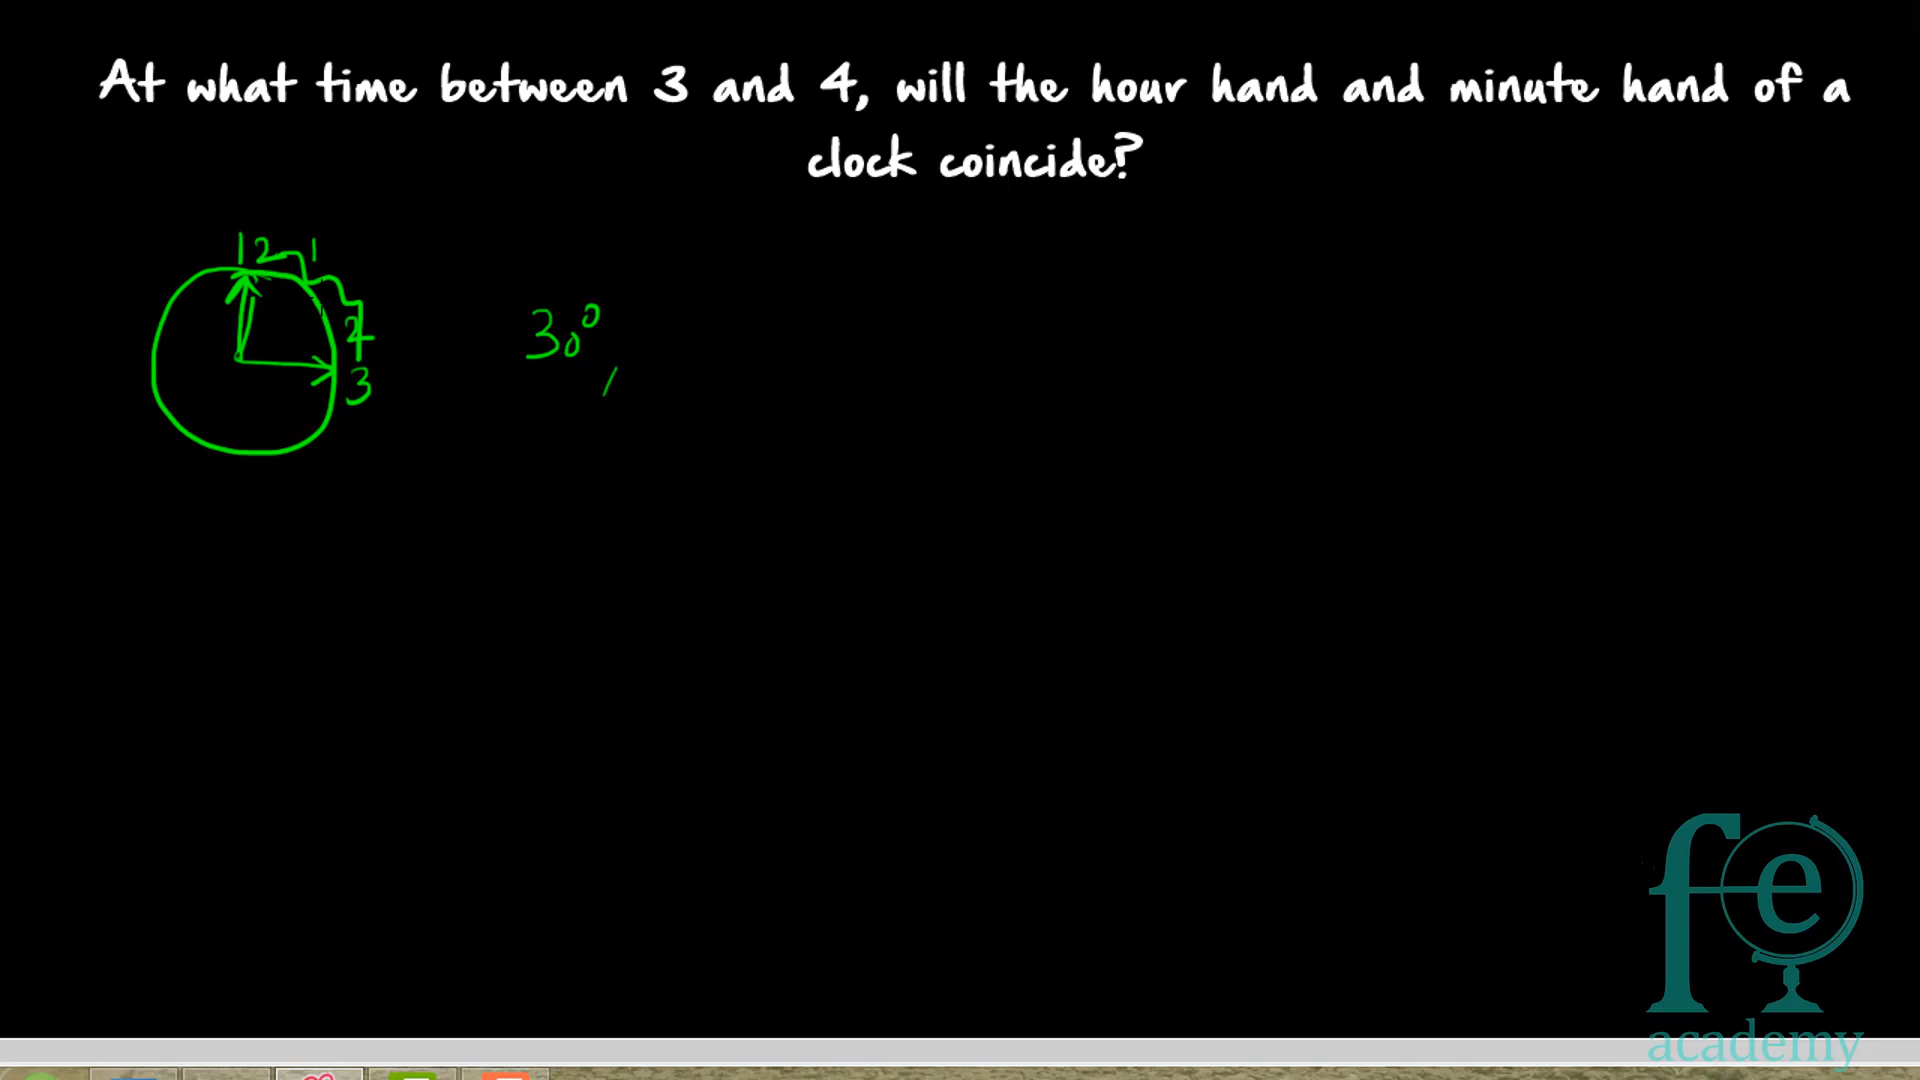 At what time between 3 and 4, will the hour hand and minute hand of a
clock coincide?
12 1
2
3
30°
fe
academy